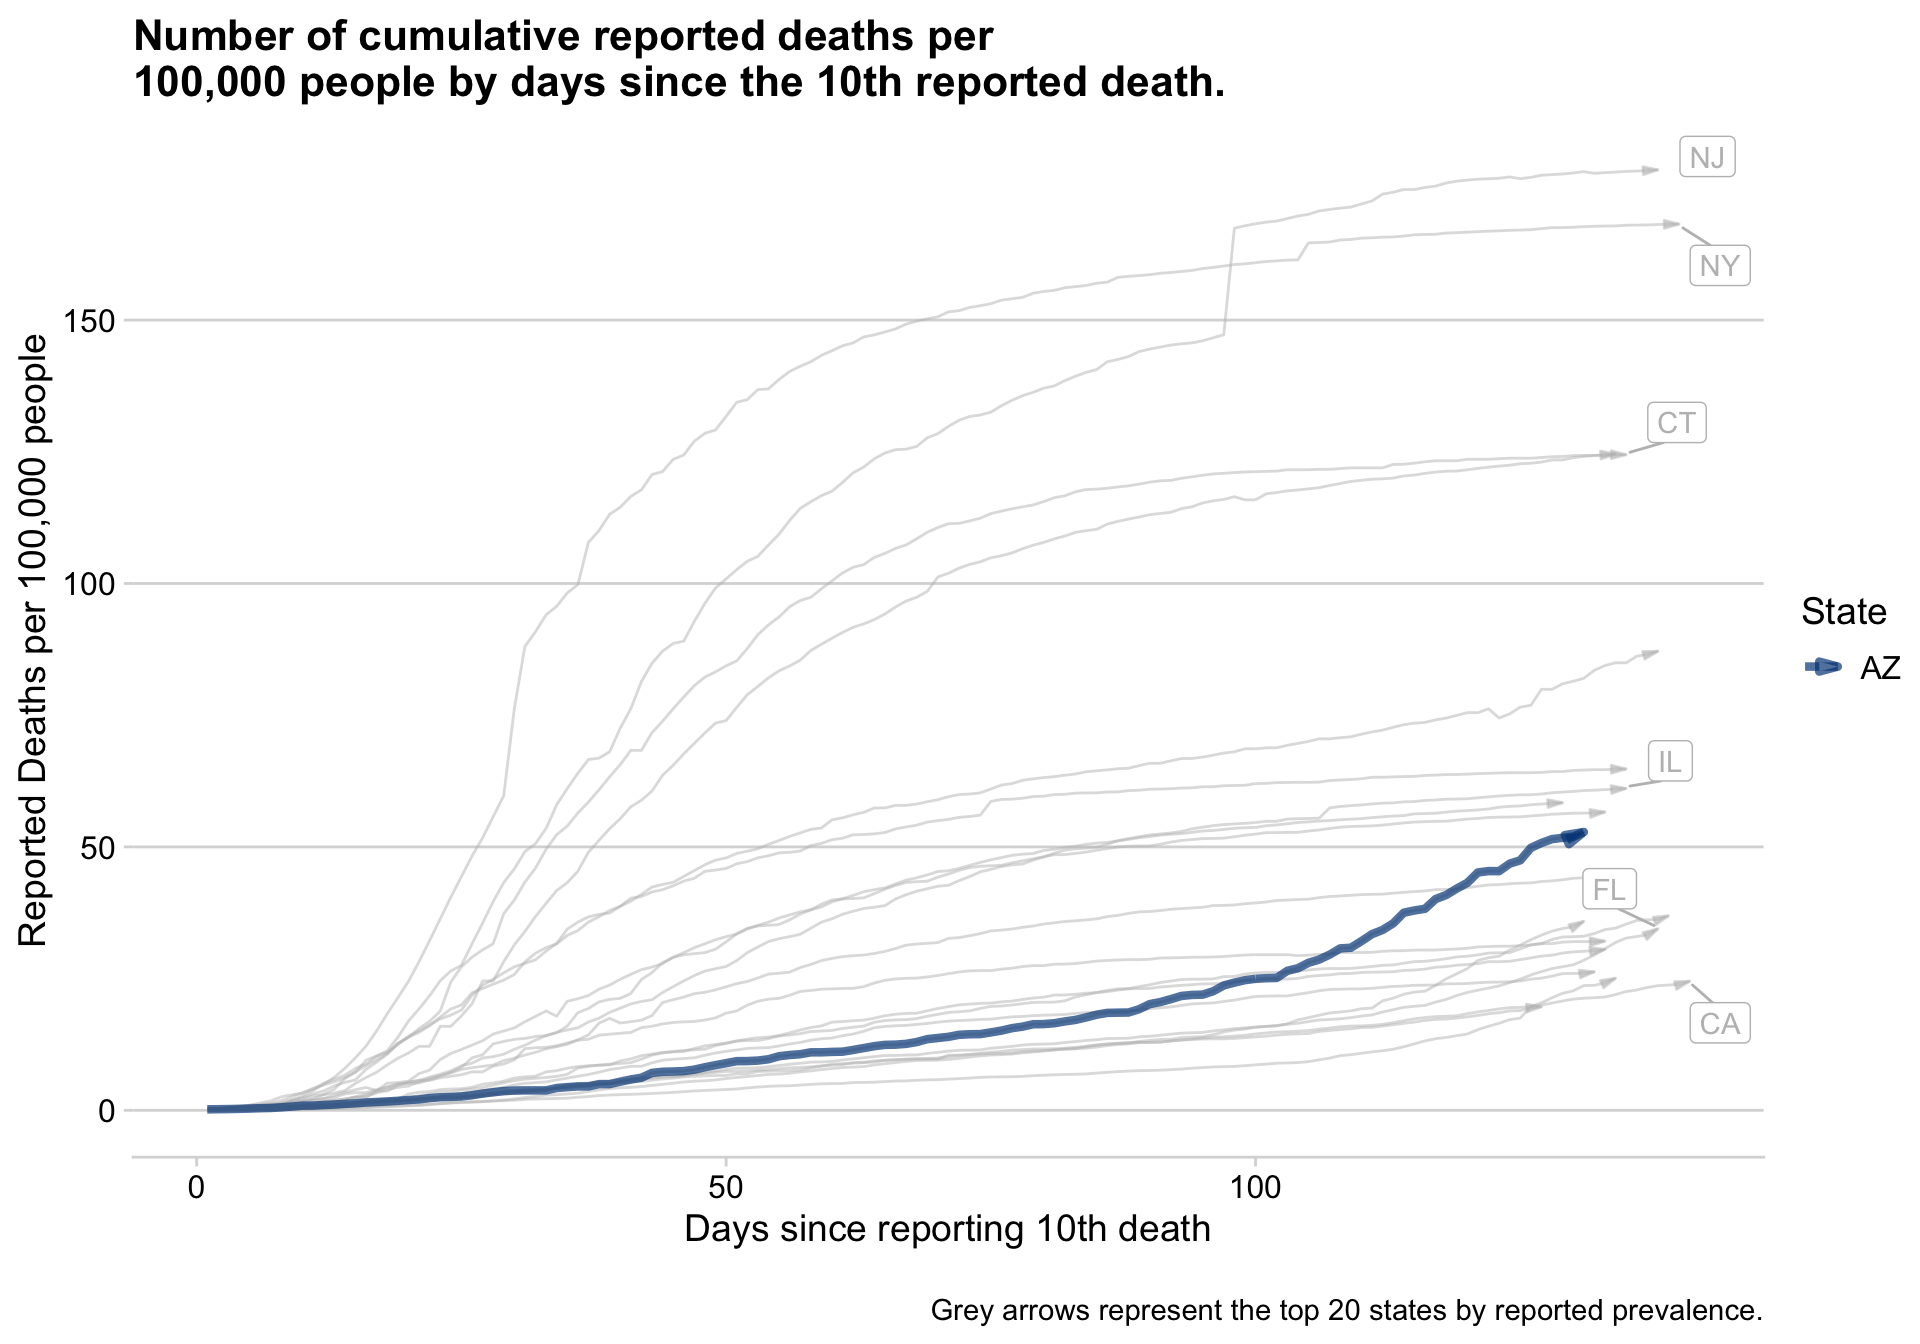 Number of cumulative reported deaths per
100,000 people by days since the 10th reported death.
NJ
NY
150
CT
100
IL
50
FL
CA
0
Reported Deaths per 100,000 people
0 50 100
Days since reporting 10th death
State
AZ
Grey arrows represent the top 20 states by reported prevalence.